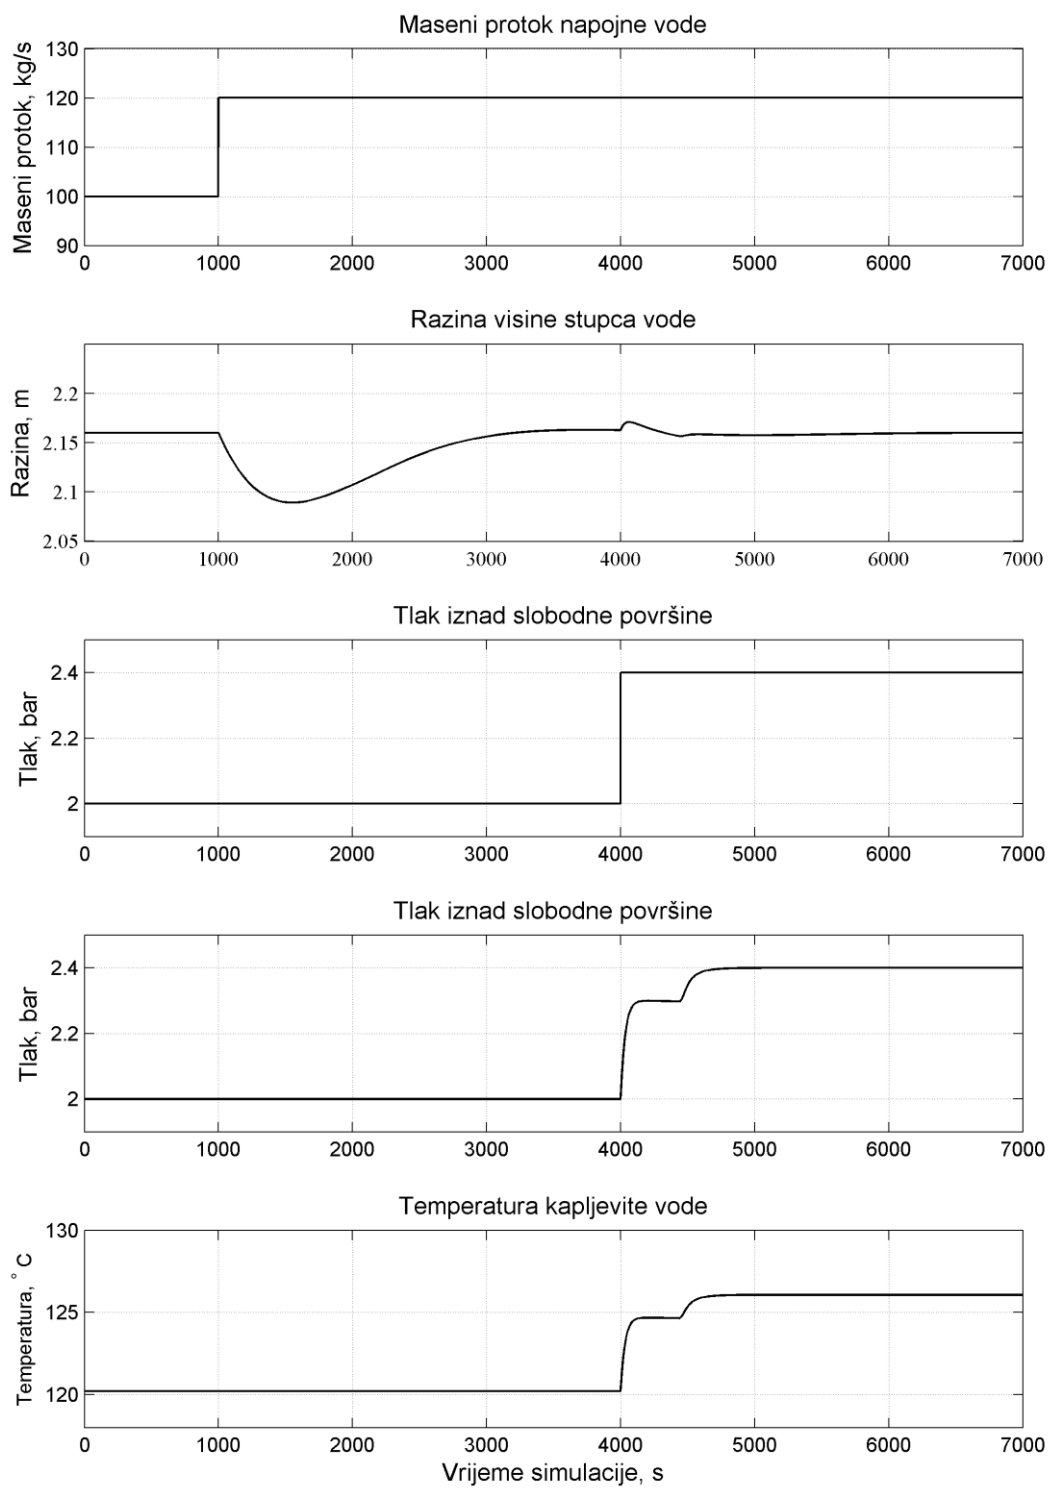 Maseni protok napojne vode
Maseni protok, kg/s
130
120
110
100
90
0 1000 2000 3000 4000 5000 6000 7000
Razina visine stupca vode
Razina, m
2.2
2.15
2.1
2.05
0 1000 2000 3000 4000 5000 6000 7000
Tlak iznad slobodne površine
Tlak, bar
2.4
2.2
2
0 1000 2000 3000 4000 5000 6000 7000
Tlak iznad slobodne površine
Tlak, bar
2.4
2.2
2
0 1000 2000 3000 4000 5000 6000 7000
Temperatura kapljevite vode
Temperatura, ° C
130
125
120
0 1000 2000 3000 4000 5000 6000 7000
Vrijeme simulacije, s